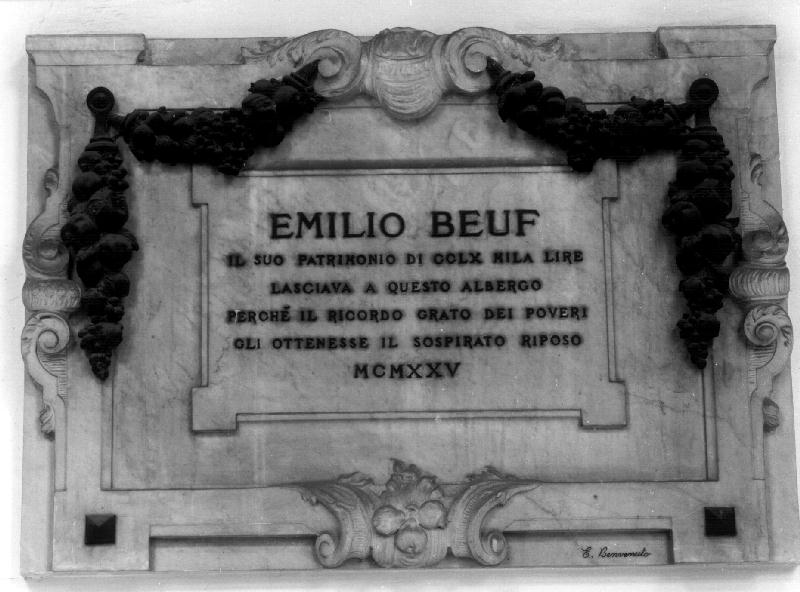 EMILIO BEUF
IL SUO PATRIMONIO DI CCLX MILA LIRE
LASCIAVA A QUESTO ALBERGO
PERCHÉ IL RICORDO GRATO DEI POVERI
GLI OTTENESSE IL SOSPIRATO RIPOSO
MCMXXV
E. Benvenuto